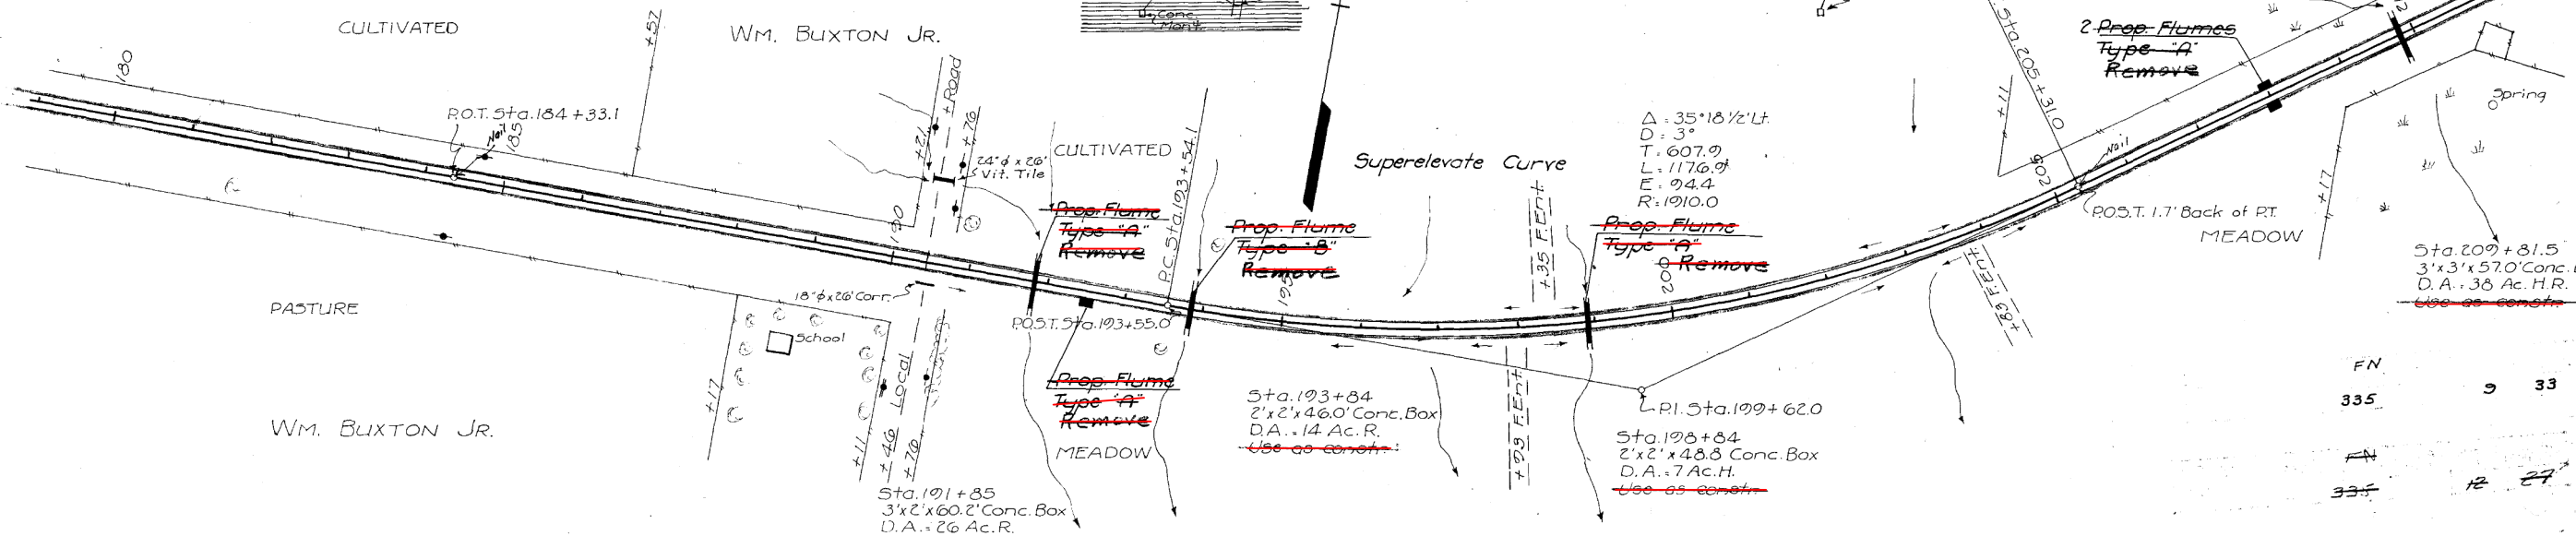 CULTIVATED
WM. BUXTON JR.
+57
180
P.O.T. Sta. 184+33.1
Nail
185
Road
+21
+76
24"φ x 26'
Vit. Tile
CULTIVATED
Conc.
Mont.
190
Prop. Flume
Type "A"
Remove
P.C. Sta. 193+54.1
Prop. Flume
Type "B"
Remove
195
Superelevate Curve
Δ = 35°18½' Lt.
D = 3°
T = 607.9
L = 1176.9'
E = 94.4
R = 1910.0
+35 F.Ent.
Prop. Flume
Type "A"
Remove
200
Sta. 205+31.0
+11
205
Nail
2 Prop. Flumes
Type "A"
Remove
Spring
P.O.S.T. 1.7' Back of P.T.
MEADOW
+17
+83 F.Ent.
Sta. 209+81.5
3'x3'x57.0' Conc.
D.A. = 38 Ac. H.R.
Use as constr.
PASTURE
18"φ x 26' Corr.
School
P.O.S.T. Sta. 193+55.0
Prop. Flume
Type "A"
Remove
MEADOW
WM. BUXTON JR.
+17
+11
+46 Local
+76
Sta. 191+85
3'x2'x60.2' Conc. Box
D.A. = 26 Ac. R.
Sta. 193+84
2'x2'x46.0' Conc. Box
D.A. = 14 Ac. R.
Use as constr.
+93 F.Ent.
P.I. Sta. 199+62.0
Sta. 198+84
2'x2'x48.8 Conc. Box
D.A. = 7 Ac. H.
Use as constr.
FN
335 9 33
FN
335 12 27